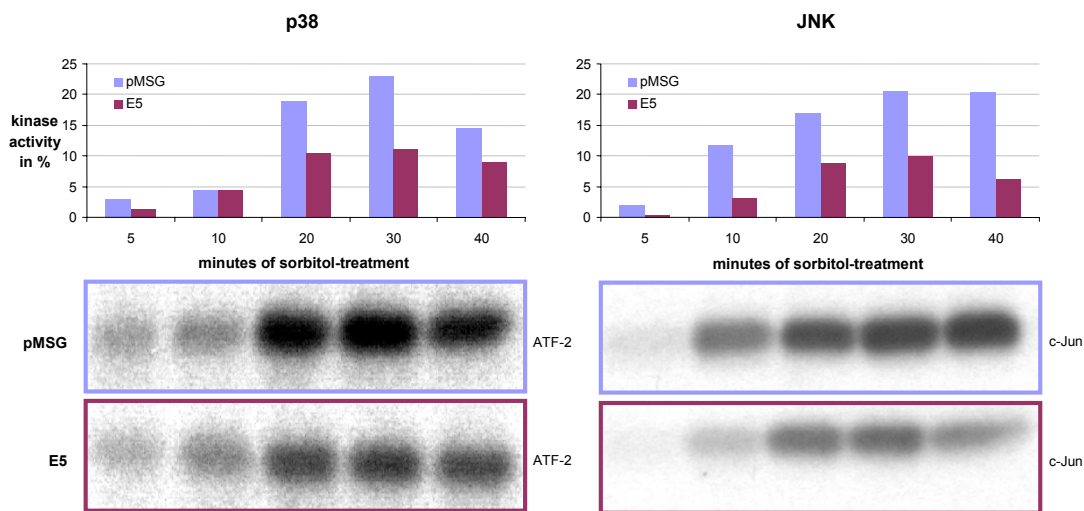 p38
25
20
15
10
5
0
kinase
activity
in %
pMSG
E5
5 10 20 30 40
minutes of sorbitol-treatment
pMSG
ATF-2
E5
ATF-2
JNK
25
20
15
10
5
0
pMSG
E5
5 10 20 30 40
minutes of sorbitol-treatment
c-Jun
c-Jun